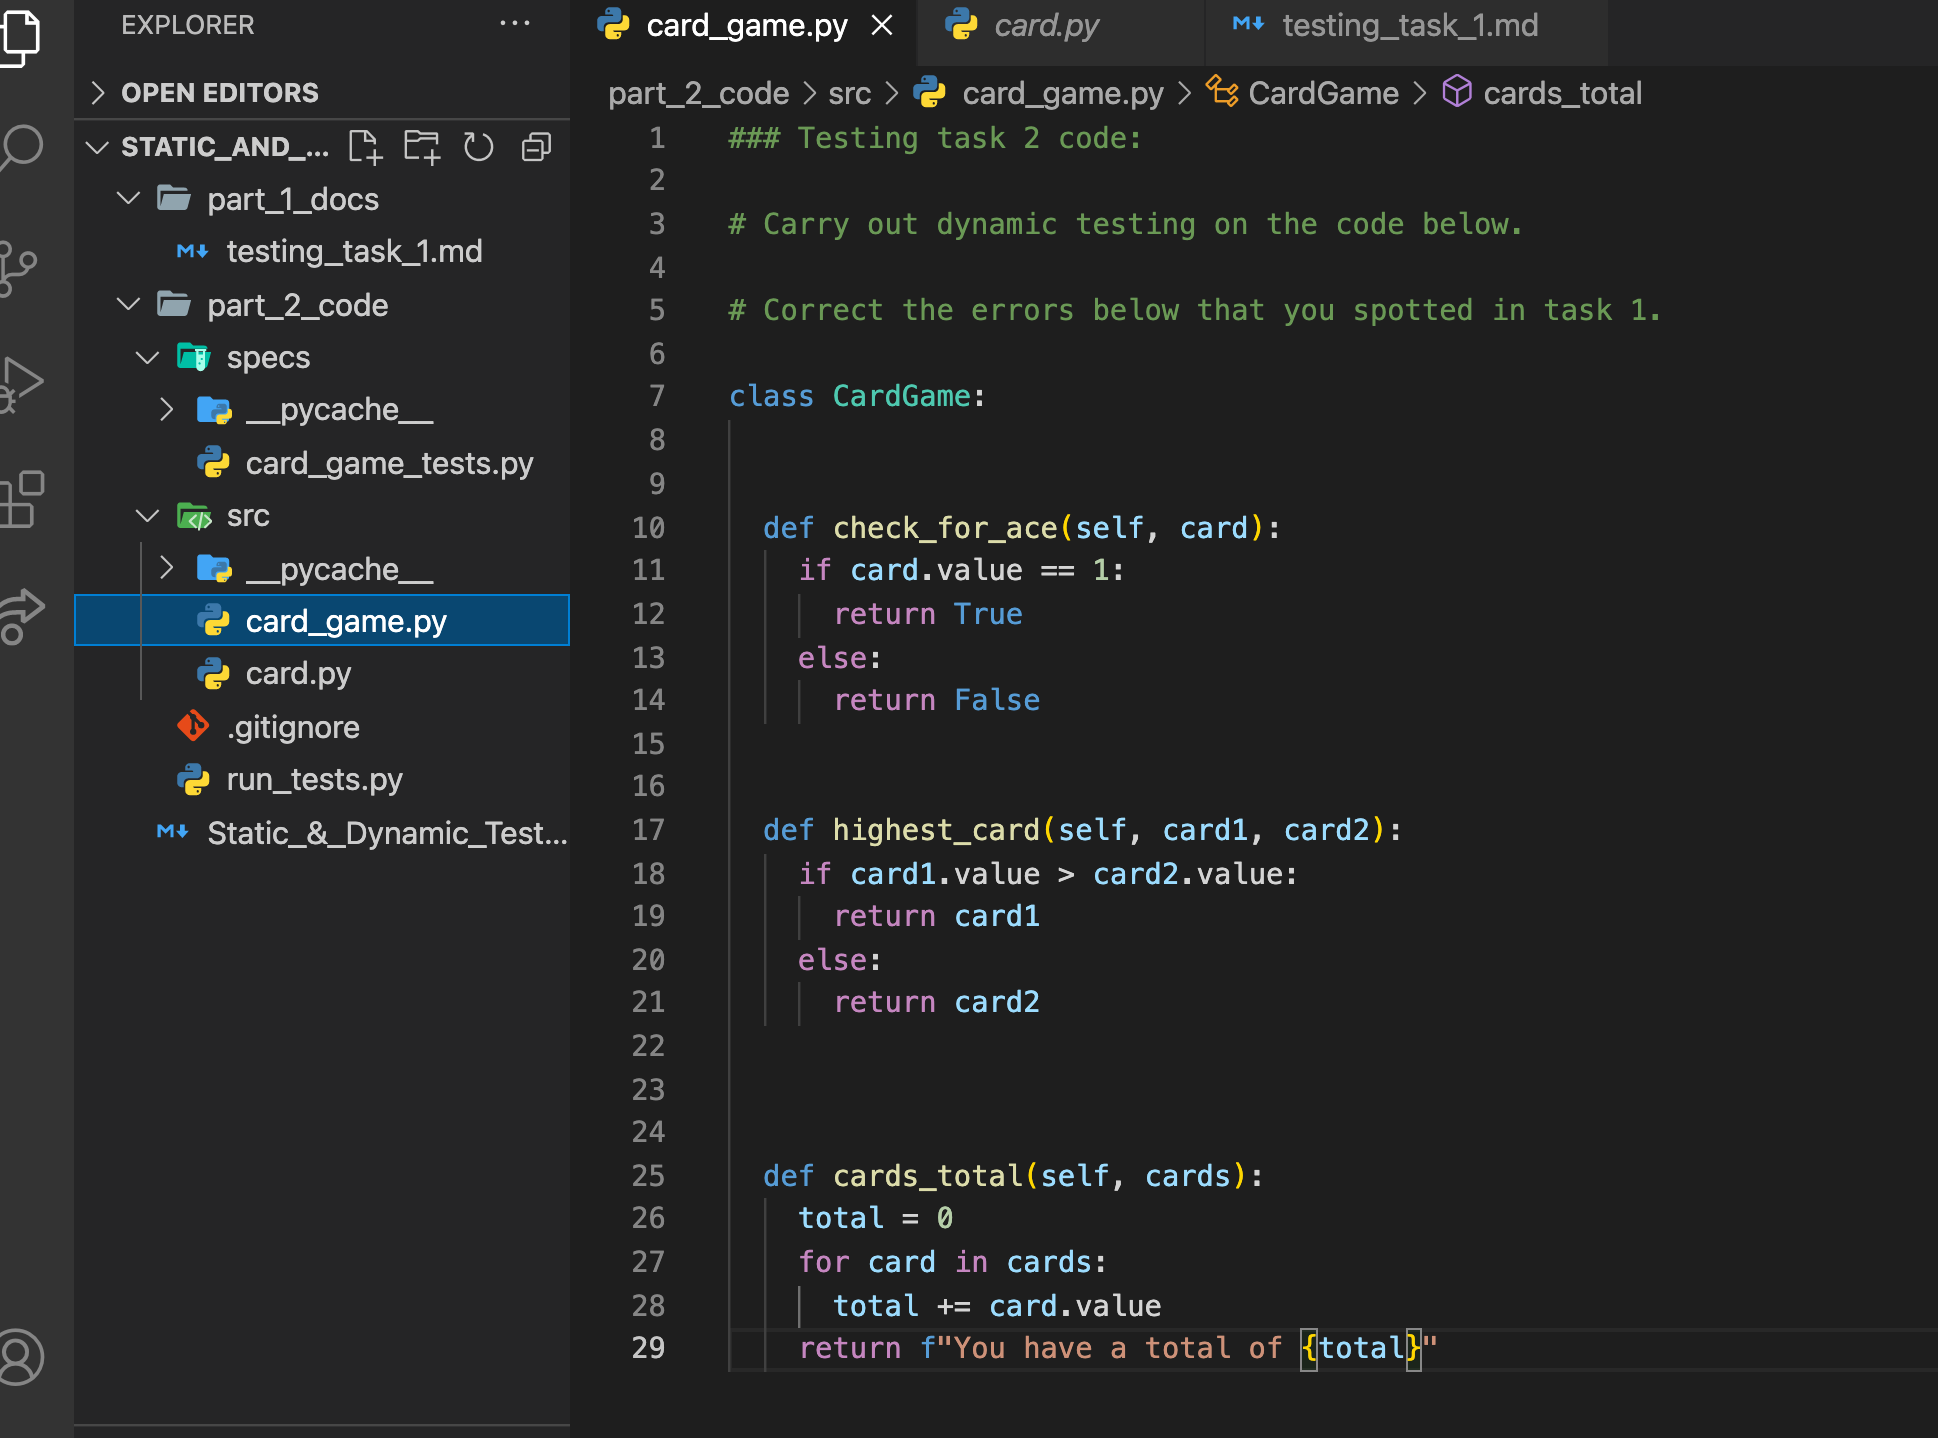 EXPLORER ...
OPEN EDITORS
STATIC_AND_...
part_1_docs
testing_task_1.md
part_2_code
specs
__pycache__
card_game_tests.py
src
__pycache__
card_game.py
card.py
.gitignore
run_tests.py
Static_&_Dynamic_Test...
card_game.py card.py testing_task_1.md
part_2_code > src > card_game.py > CardGame > cards_total
1 ### Testing task 2 code:
2
3 # Carry out dynamic testing on the code below.
4
5 # Correct the errors below that you spotted in task 1.
6
7 class CardGame:
8
9
10 def check_for_ace(self, card):
11 if card.value == 1:
12 return True
13 else:
14 return False
15
16
17 def highest_card(self, card1, card2):
18 if card1.value > card2.value:
19 return card1
20 else:
21 return card2
22
23
24
25 def cards_total(self, cards):
26 total = 0
27 for card in cards:
28 total += card.value
29 return f"You have a total of {total}"